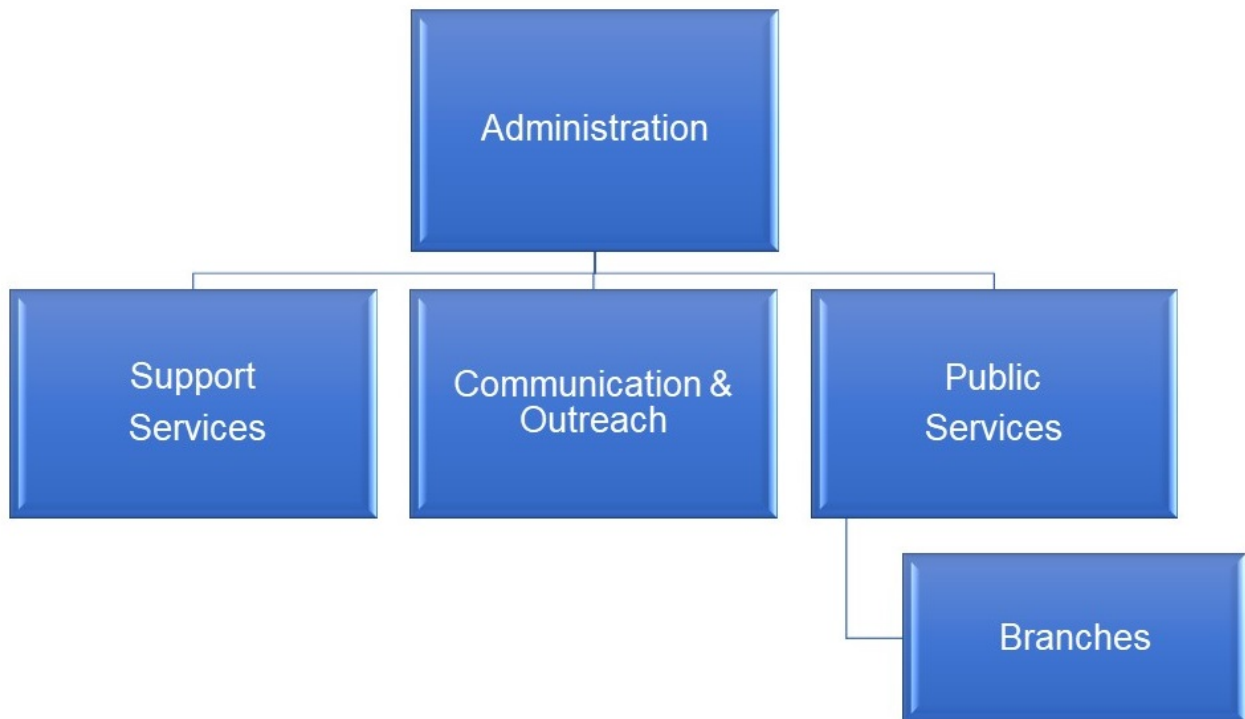 Administration
Support
Services
Communication &
Outreach
Public
Services
Branches